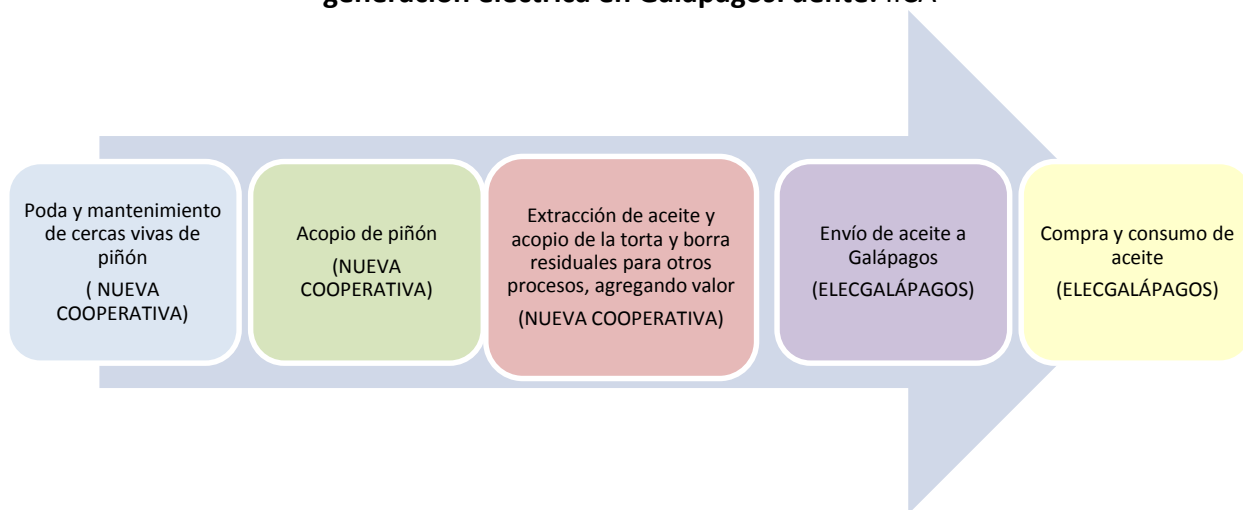 generación eléctrica en Galápagos.
Poda y mantenimiento
de cercas vivas de
piñón
( NUEVA
COOPERATIVA)
Acopio de piñón
(NUEVA
COOPERATIVA)
Extracción de aceite y
acopio de la torta y borra
residuales para otros
procesos, agregando valor
(NUEVA COOPERATIVA)
Envío de aceite a
Galápagos
(ELECGALÁPAGOS)
Compra y consumo de
aceite
(ELECGALÁPAGOS)